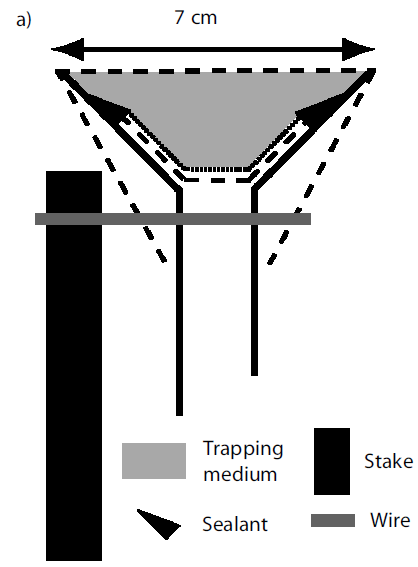 a)
7 cm
Trapping
medium
Stake
Sealant
Wire